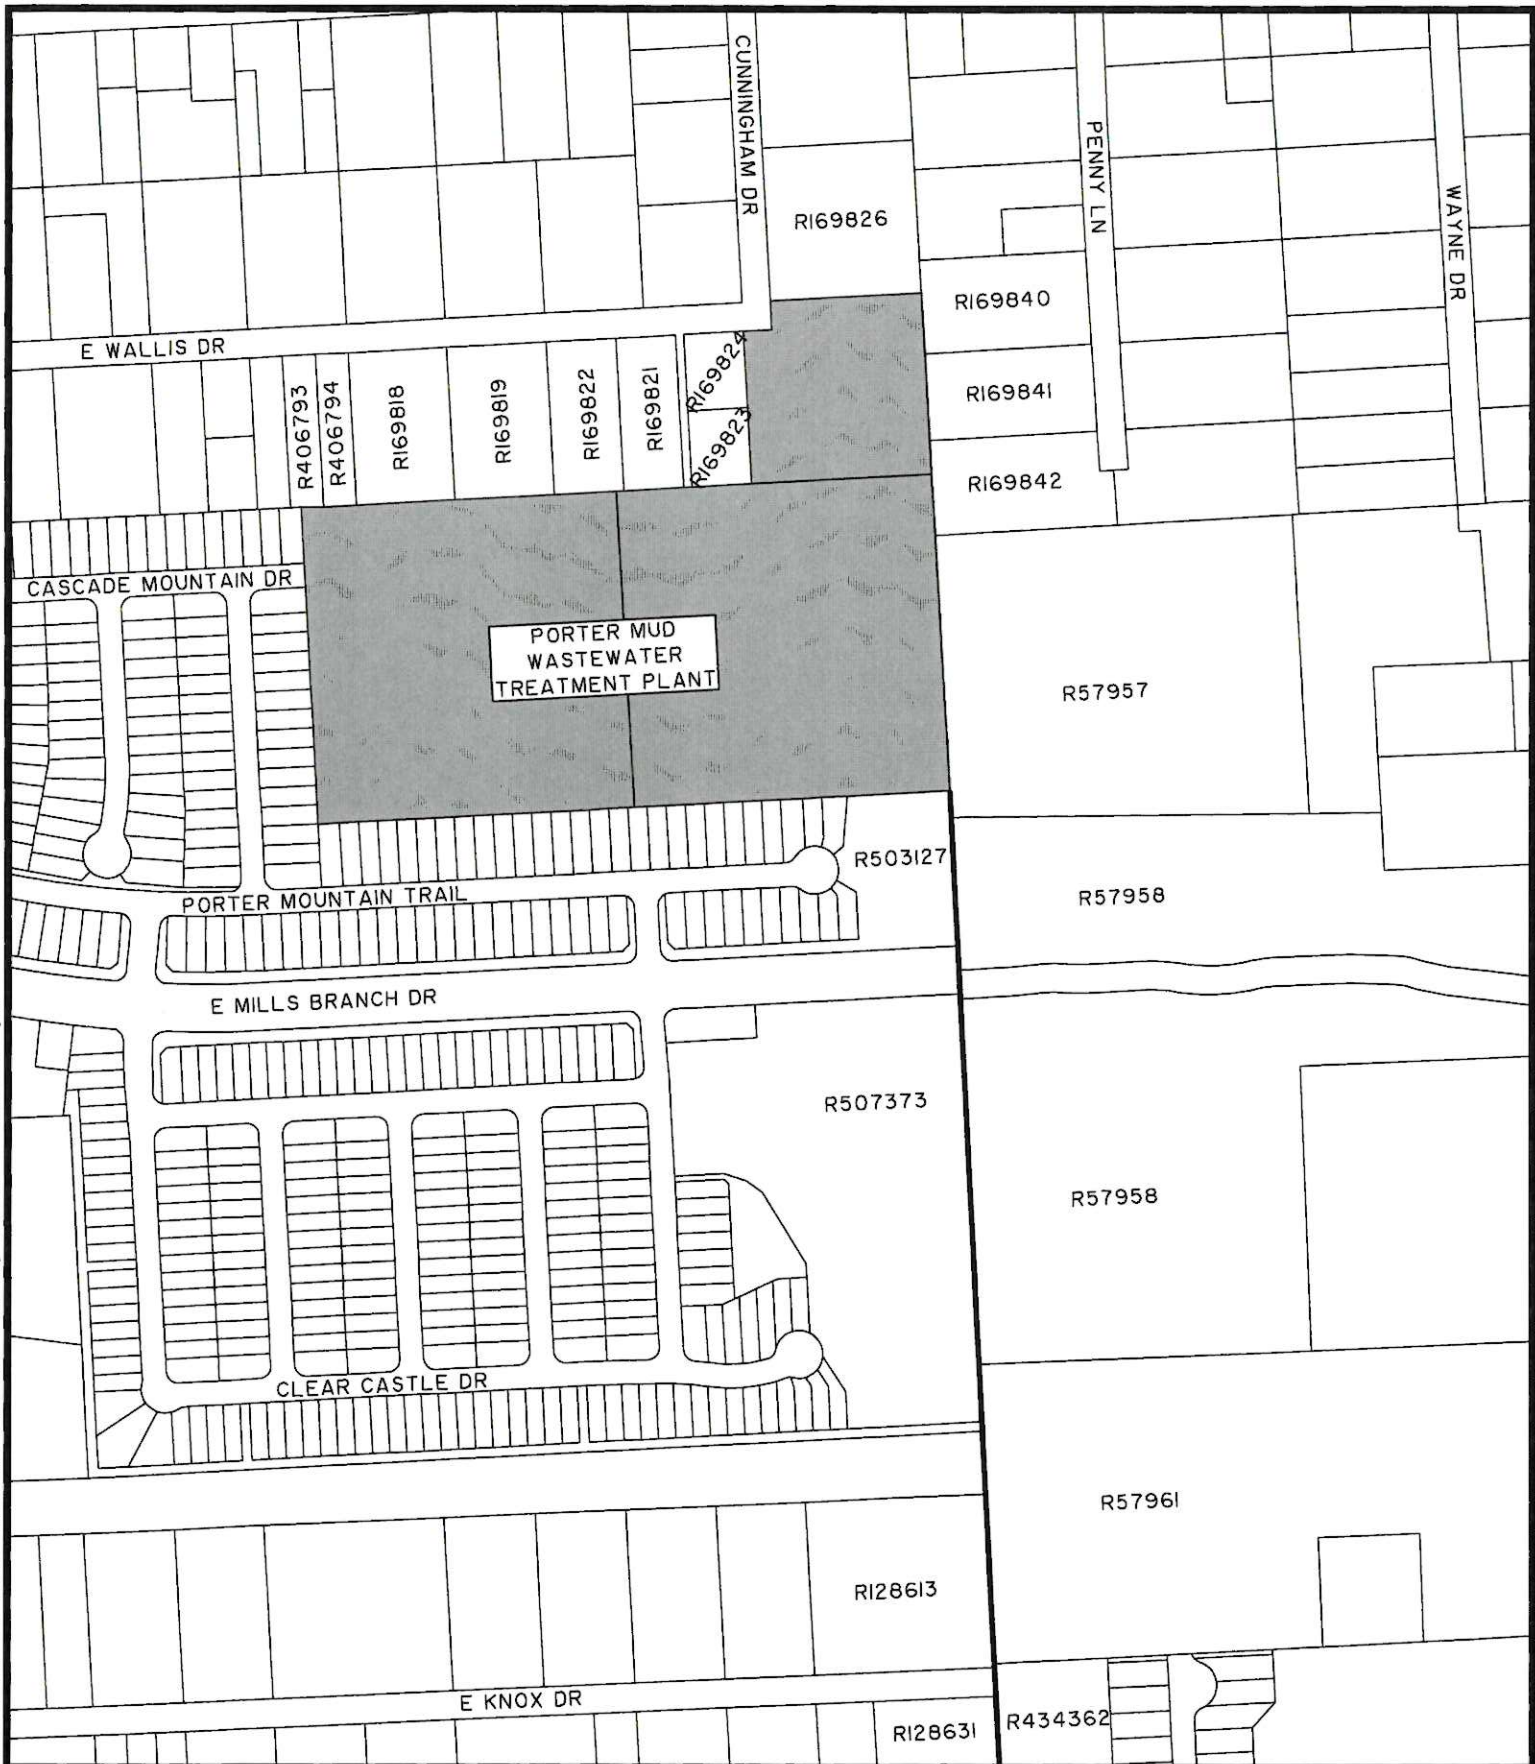 CUNNINGHAM DR
PENNY LN
WAYNE DR
R169826
R169840
E WALLIS DR
R406793
R406794
R169818
R169819
R169822
R169821
R169824
R169823
R169841
R169842
CASCADE MOUNTAIN DR
PORTER MUD
WASTEWATER
TREATMENT PLANT
R57957
R503127
PORTER MOUNTAIN TRAIL
R57958
E MILLS BRANCH DR
R507373
R57958
CLEAR CASTLE DR
R57961
R128613
E KNOX DR
R128631
R434362